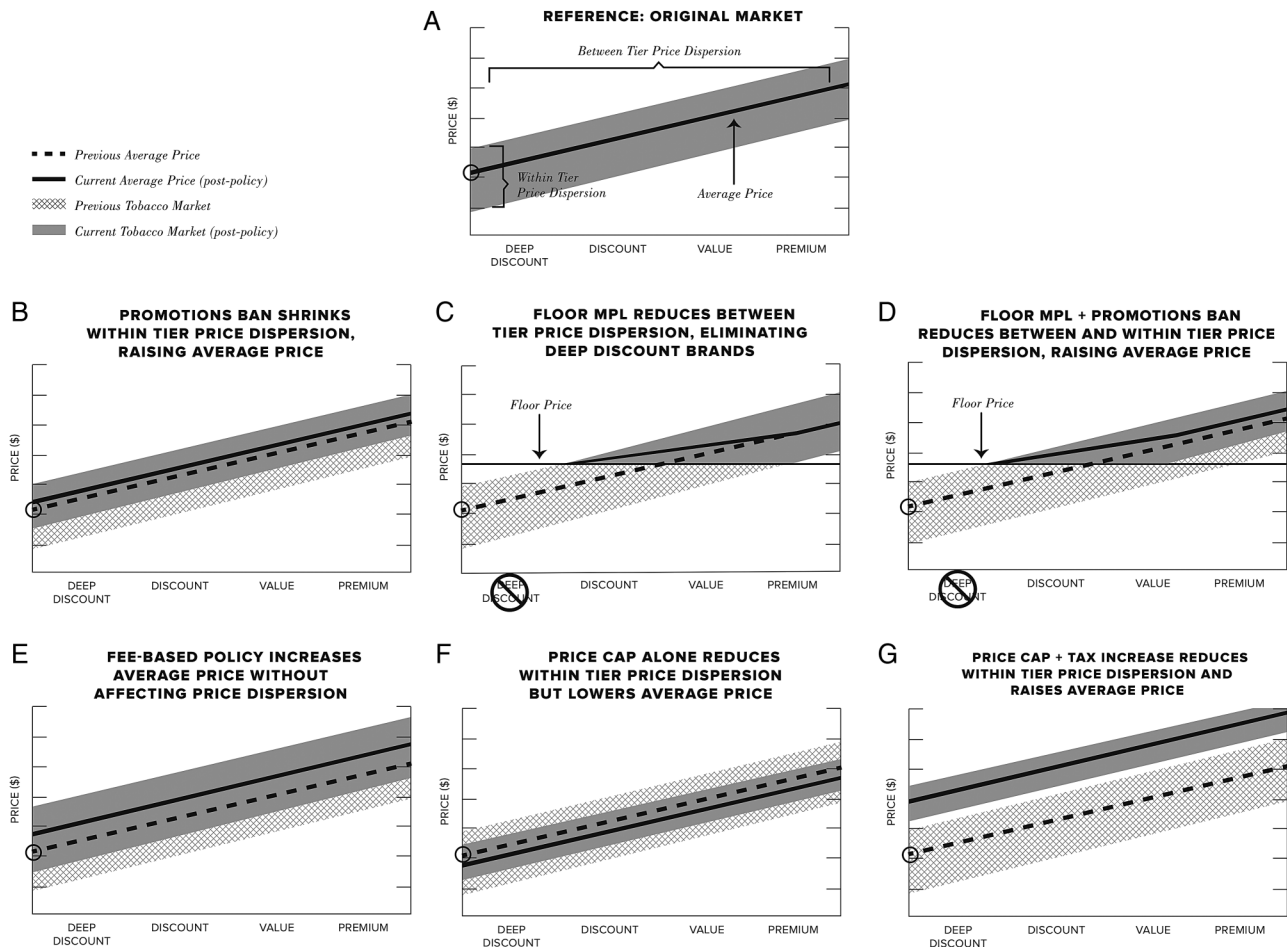 A
REFERENCE: ORIGINAL MARKET
Between Tier Price Dispersion
PRICE ($)
Within Tier
Price Dispersion
Average Price
DEEP
DISCOUNT
DISCOUNT
VALUE
PREMIUM
Previous Average Price
Current Average Price (post-policy)
Previous Tobacco Market
Current Tobacco Market (post-policy)
B
PROMOTIONS BAN SHRINKS
WITHIN TIER PRICE DISPERSION,
RAISING AVERAGE PRICE
PRICE ($)
DEEP
DISCOUNT
DISCOUNT
VALUE
PREMIUM
C
FLOOR MPL REDUCES BETWEEN
TIER PRICE DISPERSION, ELIMINATING
DEEP DISCOUNT BRANDS
Floor Price
PRICE ($)
DEEP
DISCOUNT
DISCOUNT
VALUE
PREMIUM
D
FLOOR MPL + PROMOTIONS BAN
REDUCES BETWEEN AND WITHIN TIER PRICE
DISPERSION, RAISING AVERAGE PRICE
Floor Price
PRICE ($)
DEEP
DISCOUNT
DISCOUNT
VALUE
PREMIUM
E
FEE-BASED POLICY INCREASES
AVERAGE PRICE WITHOUT
AFFECTING PRICE DISPERSION
PRICE ($)
DEEP
DISCOUNT
DISCOUNT
VALUE
PREMIUM
F
PRICE CAP ALONE REDUCES
WITHIN TIER PRICE DISPERSION
BUT LOWERS AVERAGE PRICE
PRICE ($)
DEEP
DISCOUNT
DISCOUNT
VALUE
PREMIUM
G
PRICE CAP + TAX INCREASE REDUCES
WITHIN TIER PRICE DISPERSION AND
RAISES AVERAGE PRICE
PRICE ($)
DEEP
DISCOUNT
DISCOUNT
VALUE
PREMIUM